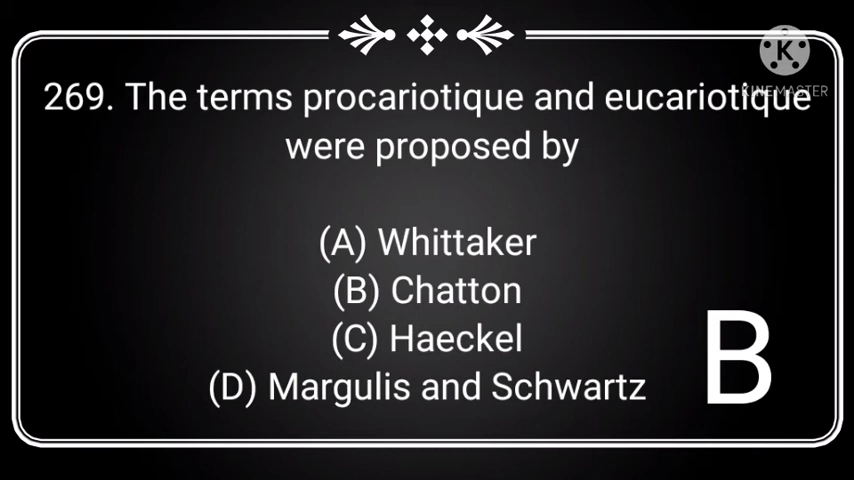 269. The terms procariotique and eucariotique
were proposed by
(A) Whittaker
(B) Chatton
(C) Haeckel
(D) Margulis and Schwartz
B
K
KINEMASTER